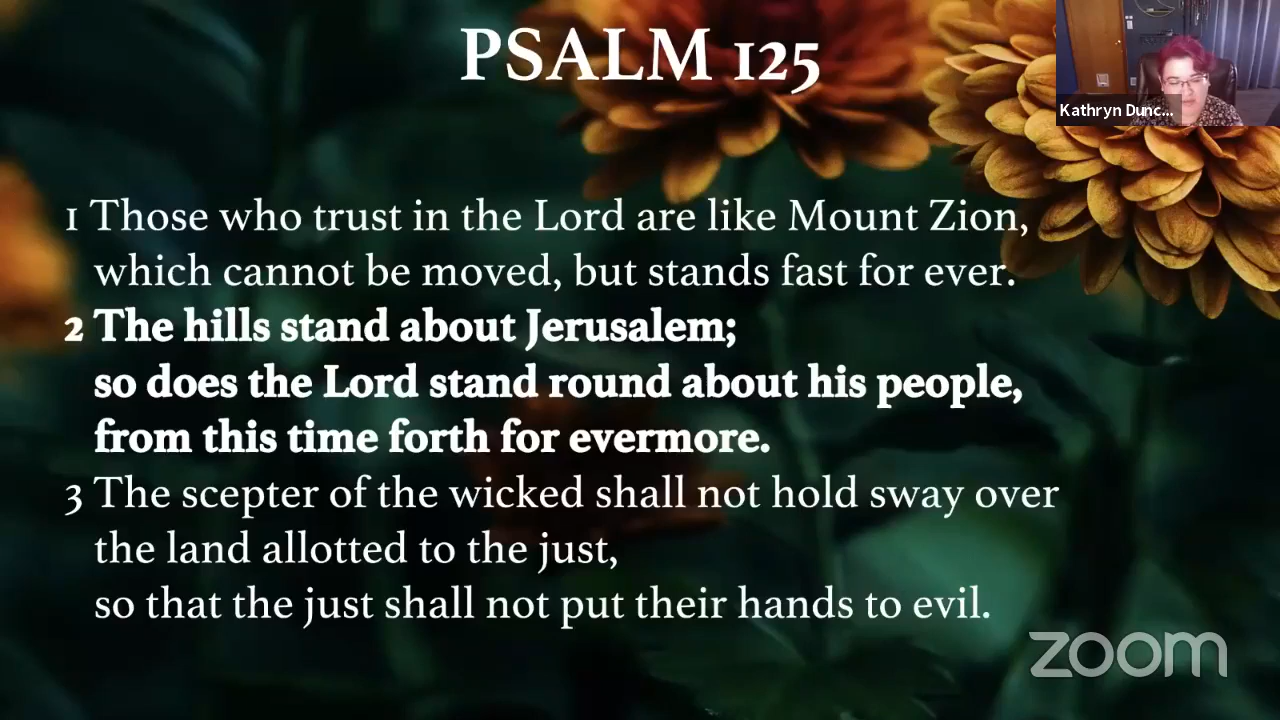 PSALM 125
Kathryn Dunc...
1 Those who trust in the Lord are like Mount Zion,
which cannot be moved, but stands fast for ever.
2 The hills stand about Jerusalem;
so does the Lord stand round about his people,
from this time forth for evermore.
3 The scepter of the wicked shall not hold sway over
the land allotted to the just,
so that the just shall not put their hands to evil.
zoom